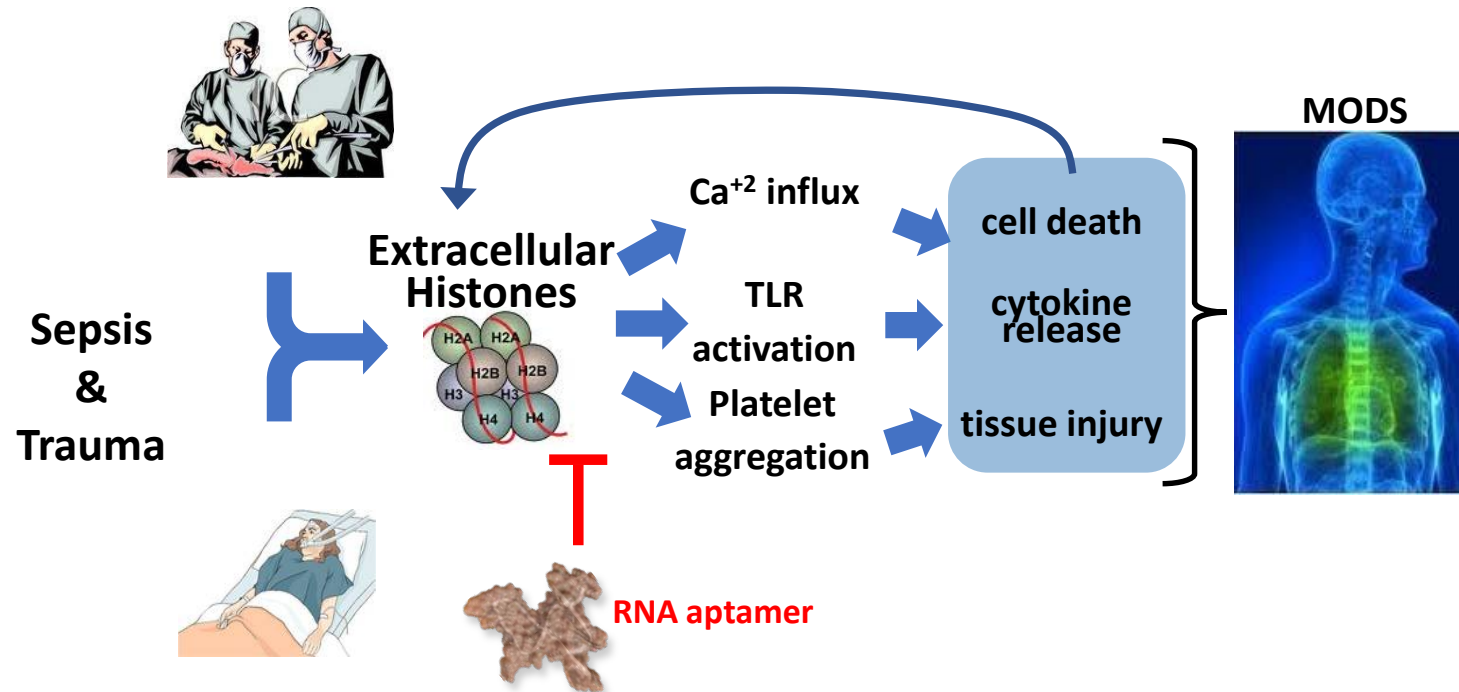 MODS
Ca⁺² influx
cell death
Extracellular
Histones
TLR
activation
cytokine
release
Sepsis
&
Trauma
H2A H2A
H2B H2B
H3 H3
H4 H4
Platelet
aggregation
tissue injury
RNA aptamer